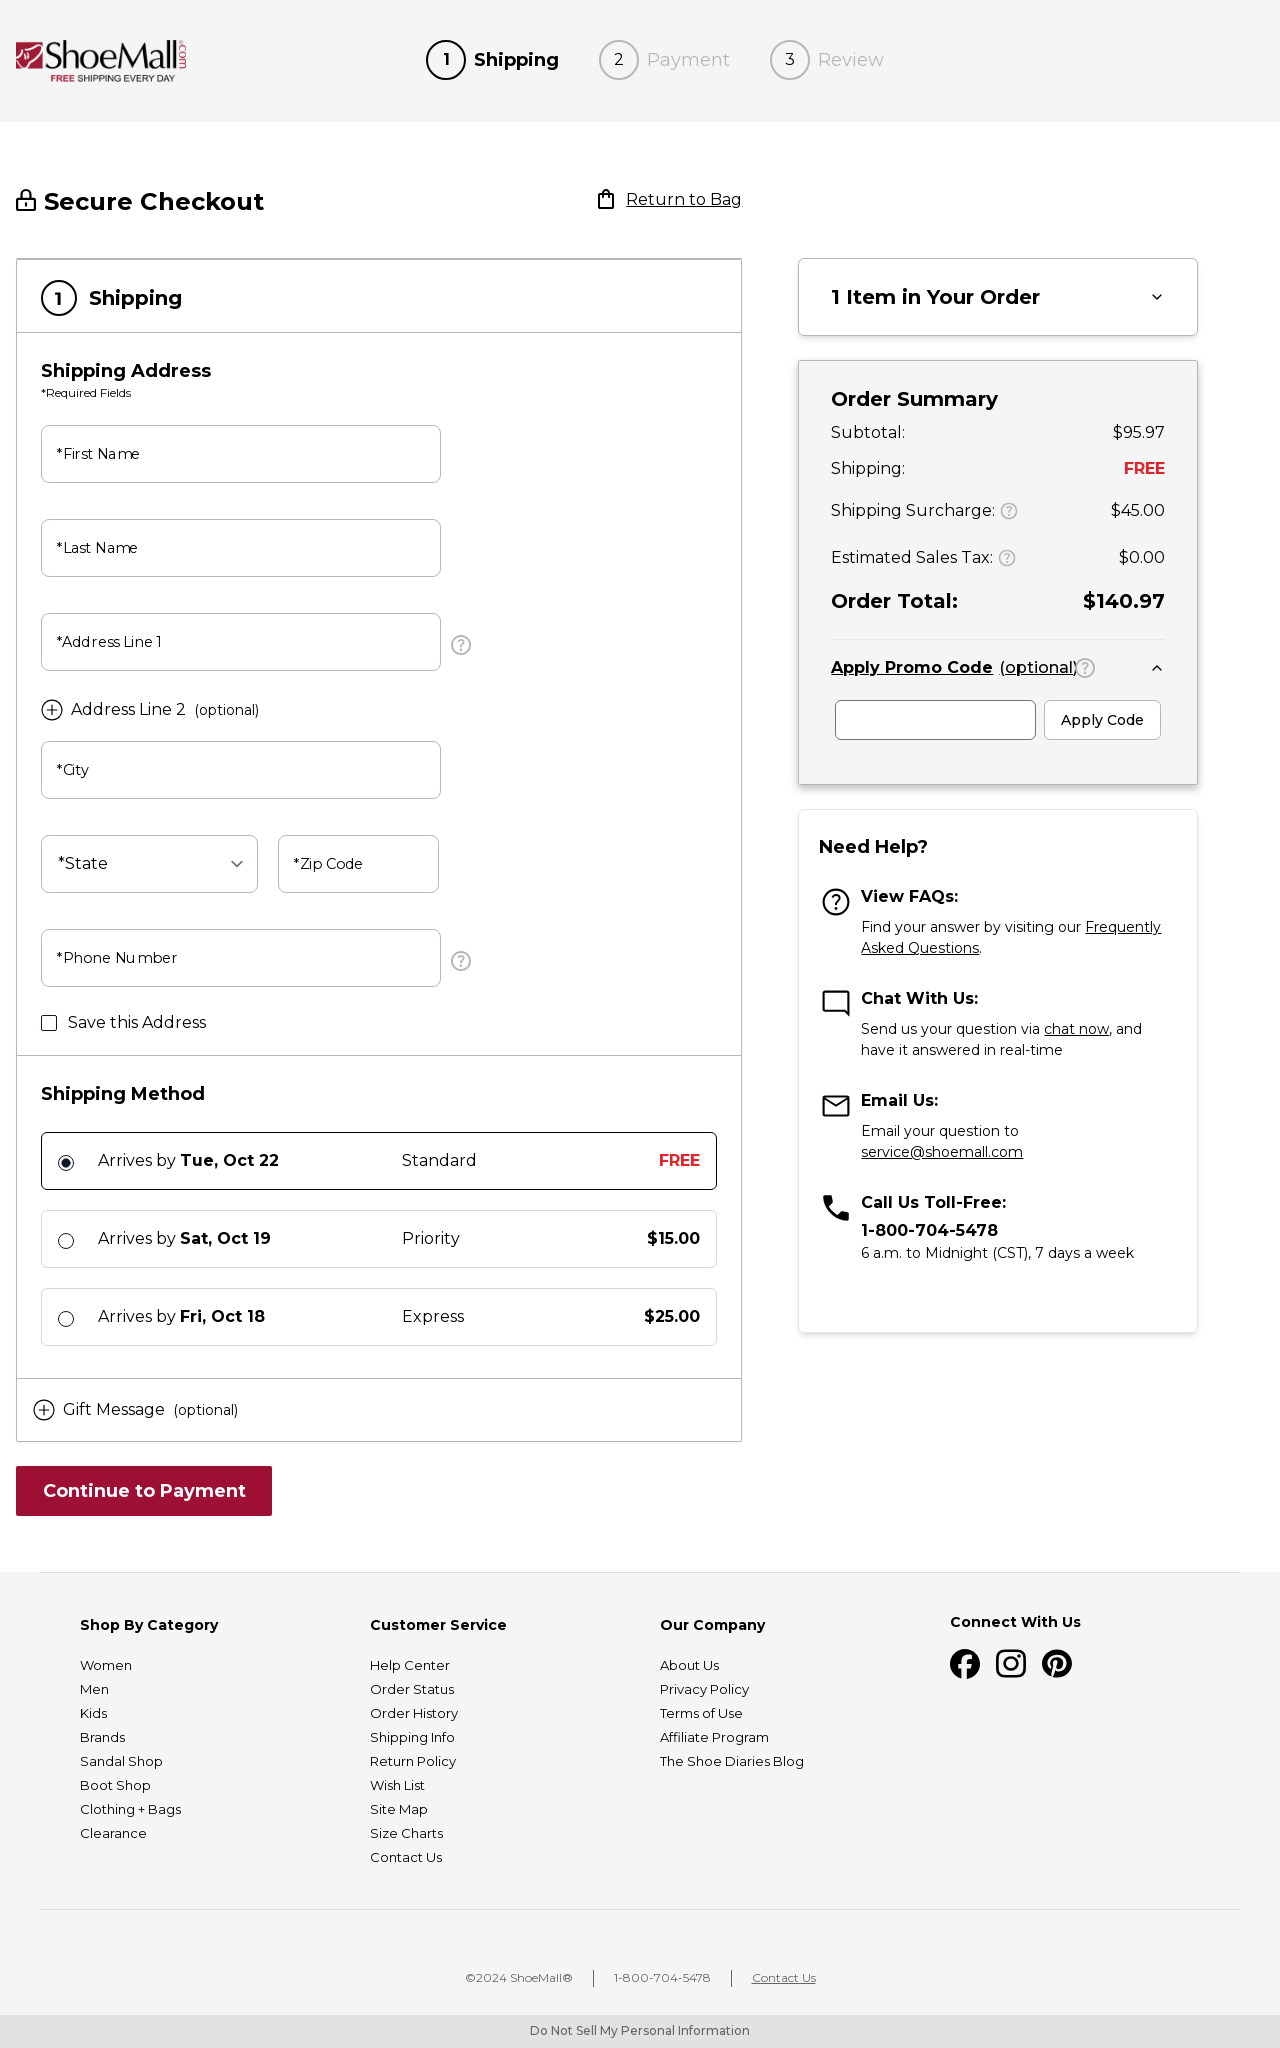 ShoeMall.com
FREE SHIPPING EVERY DAY
1 Shipping
2 Payment
3 Review
Secure Checkout
Return to Bag
1 Shipping
Shipping Address
*Required Fields
*First Name
*Last Name
*Address Line 1
Address Line 2 (optional)
*City
*State
*Zip Code
*Phone Number
Save this Address
Shipping Method
Arrives by Tue, Oct 22 Standard FREE
Arrives by Sat, Oct 19 Priority $15.00
Arrives by Fri, Oct 18 Express $25.00
Gift Message (optional)
Continue to Payment
1 Item in Your Order
Order Summary
Subtotal: $95.97
Shipping: FREE
Shipping Surcharge: $45.00
Estimated Sales Tax: $0.00
Order Total: $140.97
Apply Promo Code (optional)
Apply Code
Need Help?
View FAQs:
Find your answer by visiting our Frequently
Asked Questions.
Chat With Us:
Send us your question via chat now, and
have it answered in real-time
Email Us:
Email your question to
service@shoemall.com
Call Us Toll-Free:
1-800-704-5478
6 a.m. to Midnight (CST), 7 days a week
Shop By Category
Women
Men
Kids
Brands
Sandal Shop
Boot Shop
Clothing + Bags
Clearance
Customer Service
Help Center
Order Status
Order History
Shipping Info
Return Policy
Wish List
Site Map
Size Charts
Contact Us
Our Company
About Us
Privacy Policy
Terms of Use
Affiliate Program
The Shoe Diaries Blog
Connect With Us
©2024 ShoeMall®
1-800-704-5478
Contact Us
Do Not Sell My Personal Information